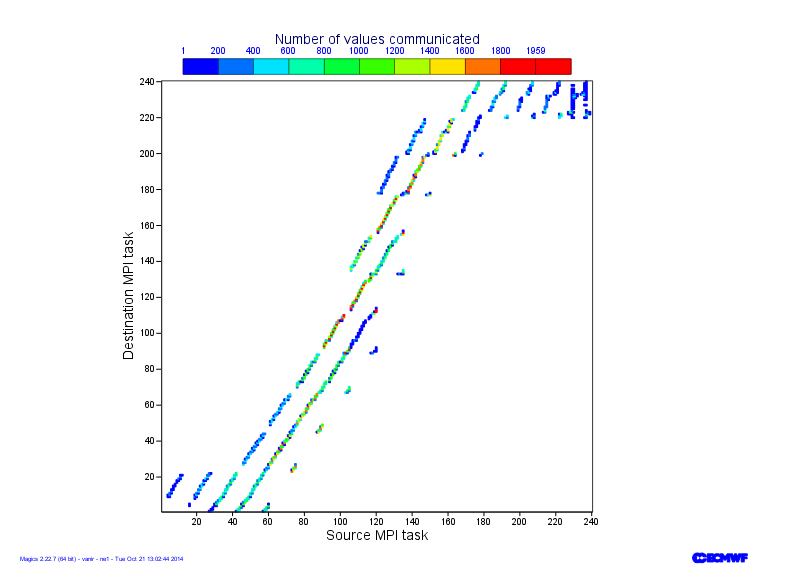 Number of values communicated
1 200 400 600 800 1000 1200 1400 1600 1800 1959
240
220
200
180
160
140
120
100
80
60
40
20
Destination MPI task
20 40 60 80 100 120 140 160 180 200 220 240
Source MPI task
Magics 2.22.7 (64 bit) - vanir - ne1 - Tue Oct 21 13:02:44 2014
ECMWF